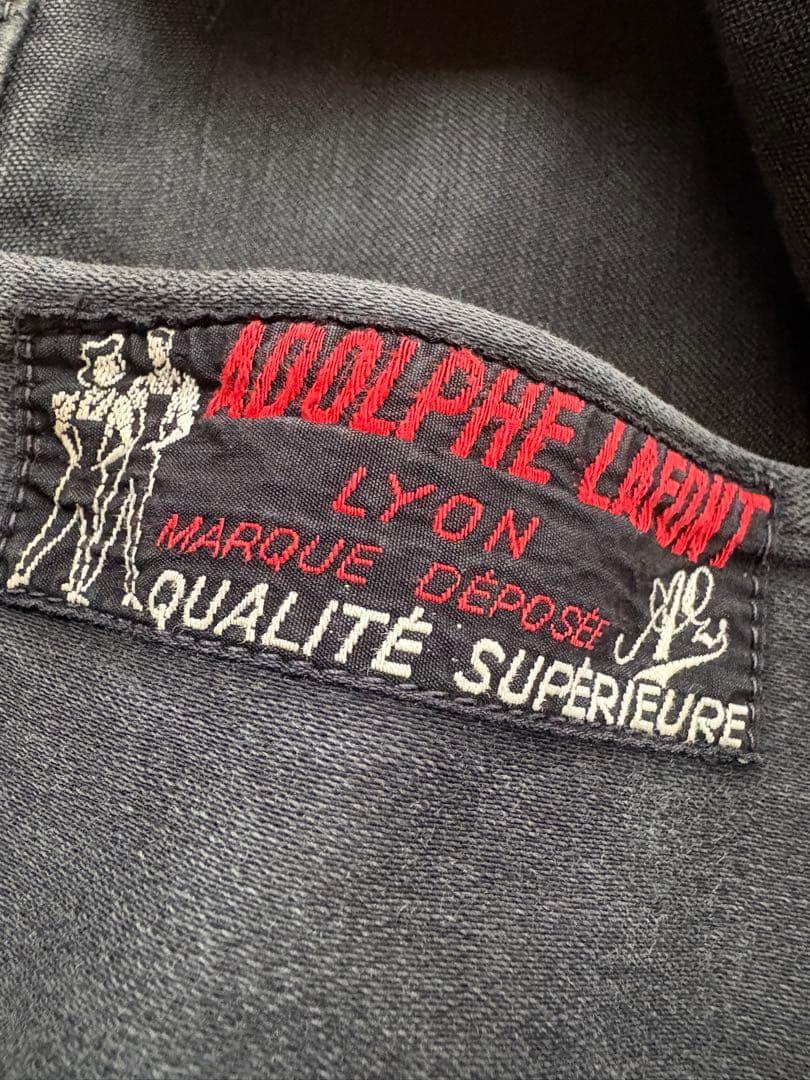 ADOLPHE LAFONT
LYON
MARQUE DÉPOSÉE
QUALITÉ SUPÉRIEURE